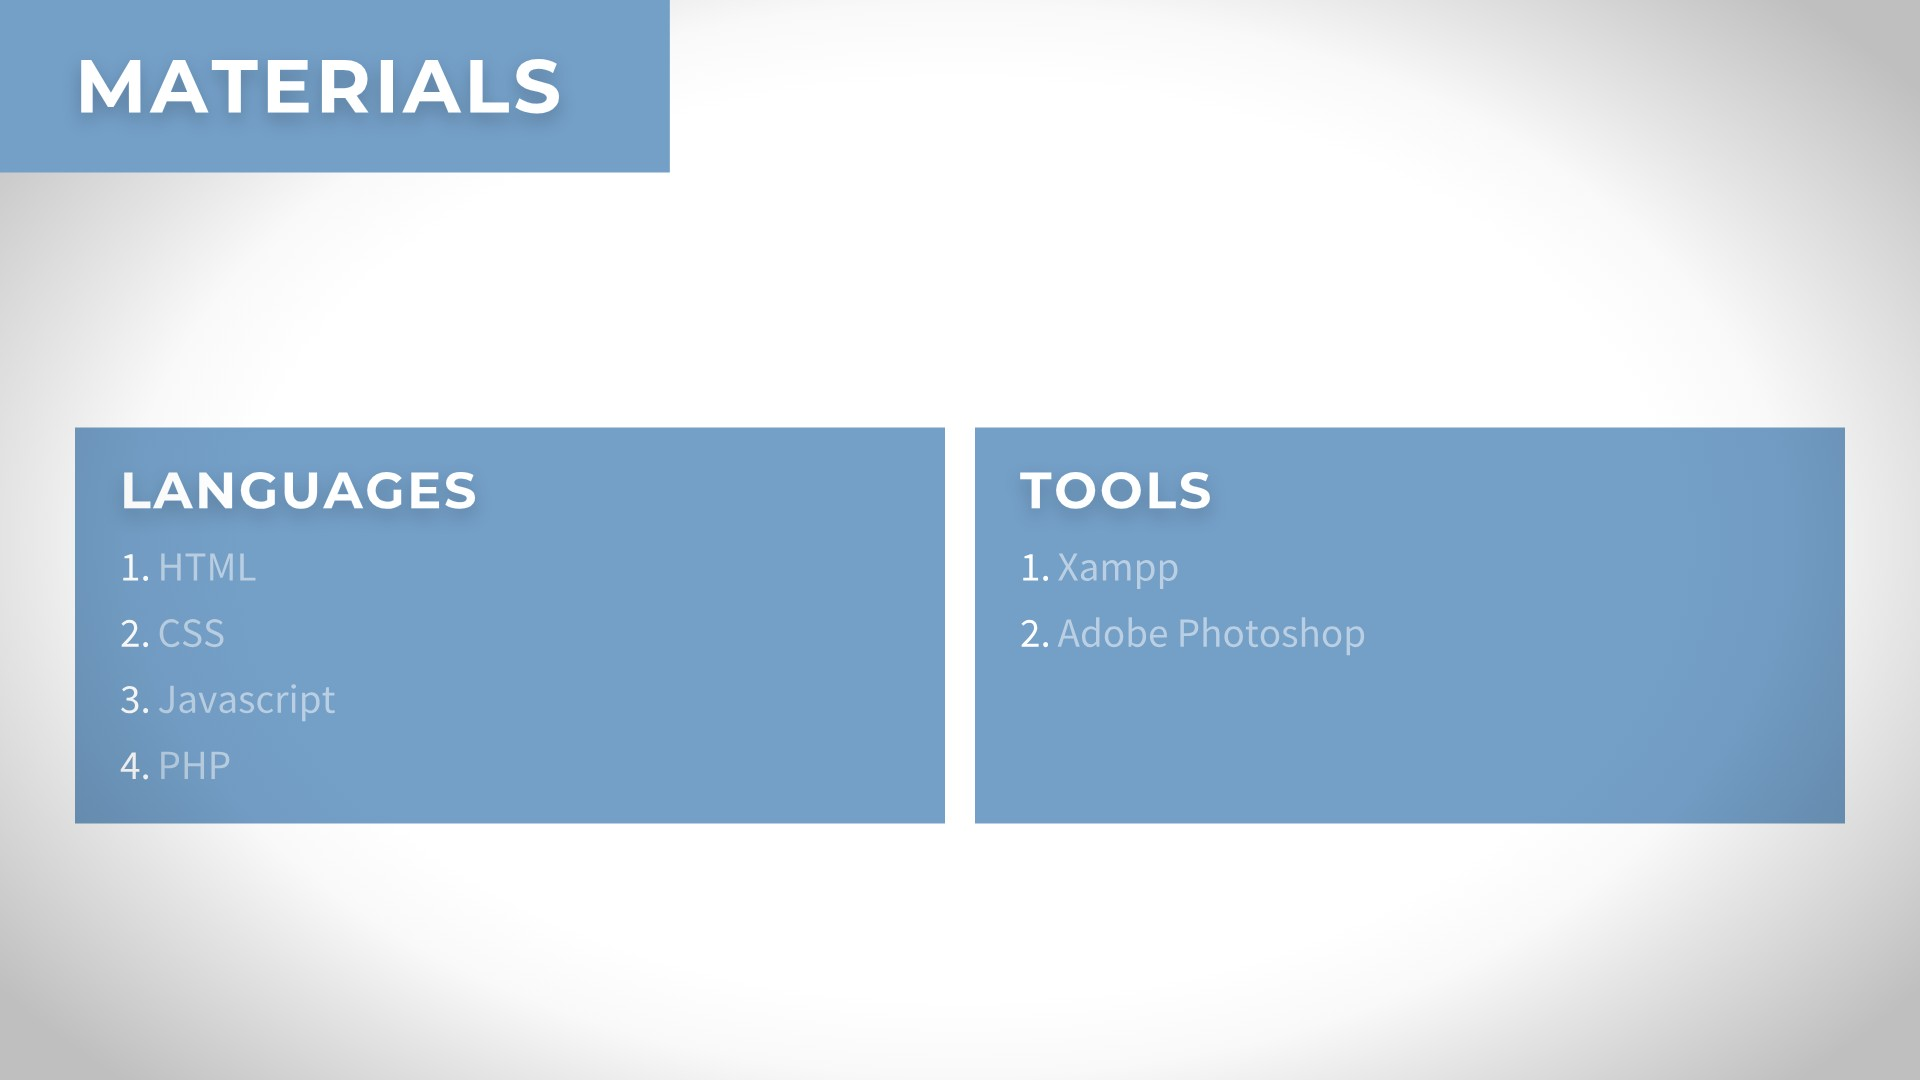 MATERIALS
LANGUAGES
1. HTML
2. CSS
3. Javascript
4. PHP
TOOLS
1. Xampp
2. Adobe Photoshop